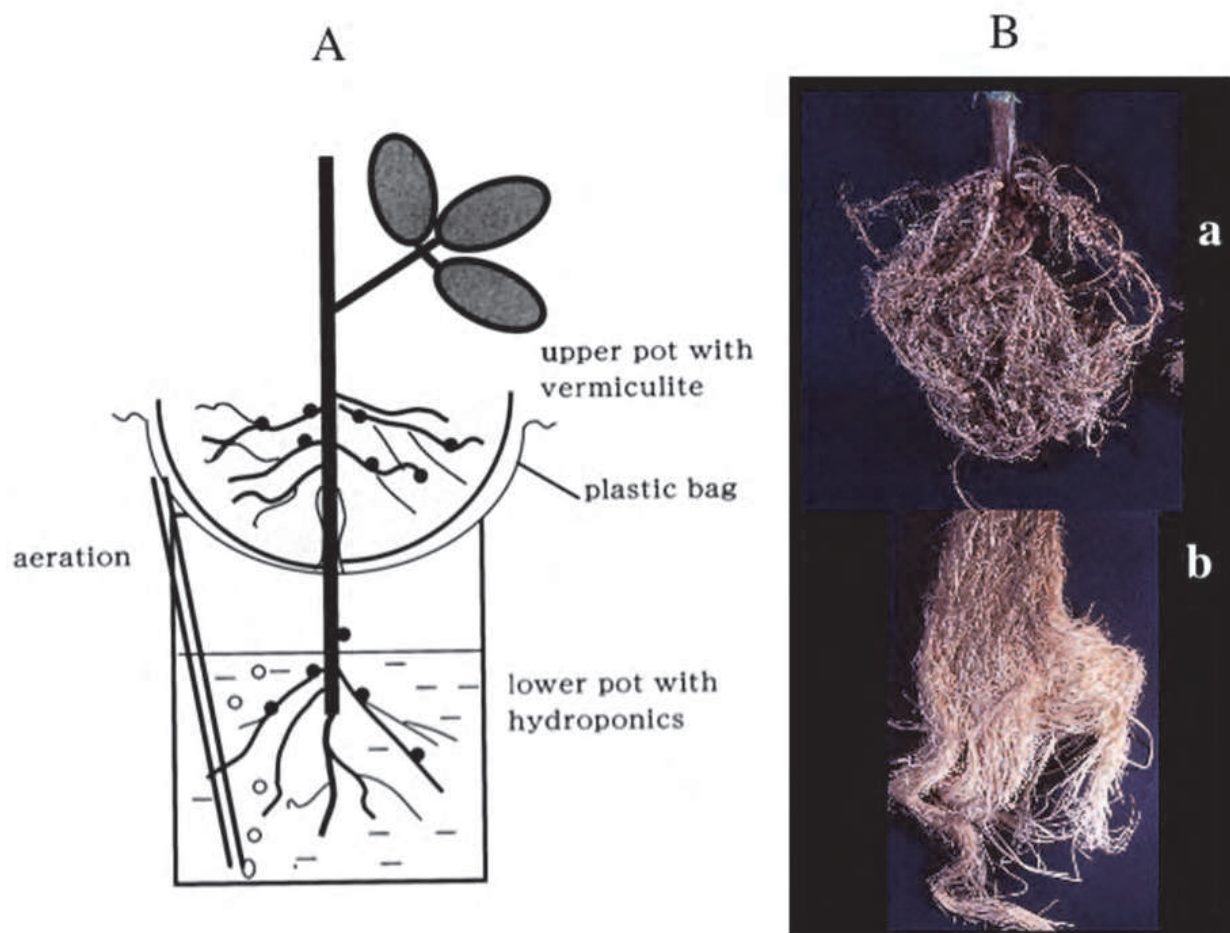 A
B
upper pot with
vermiculite
plastic bag
aeration
lower pot with
hydroponics
a
b